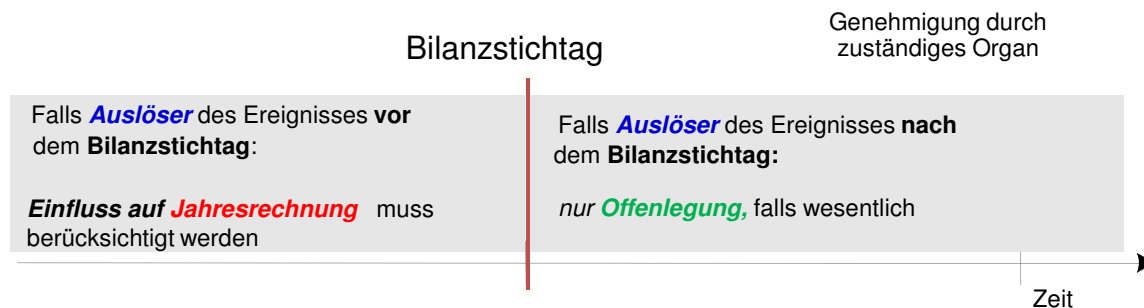 Genehmigung durch
zuständiges Organ
Bilanzstichtag
Falls Auslöser des Ereignisses vor
dem Bilanzstichtag:
Einfluss auf Jahresrechnung muss
berücksichtigt werden
Falls Auslöser des Ereignisses nach
dem Bilanzstichtag:
nur Offenlegung, falls wesentlich
Zeit